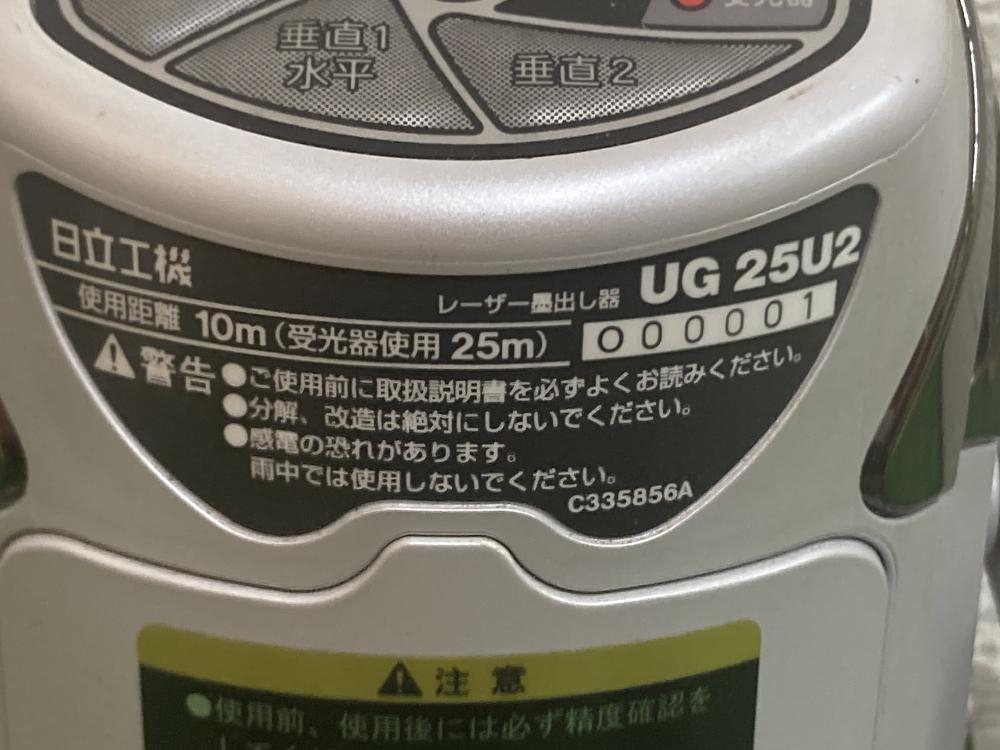 受光器
垂直1
水平
垂直2
日立工機
レーザー墨出し器 UG 25U2
使用距離 10m(受光器使用 25m)
000001
警告
●ご使用前に取扱説明書を必ずよくお読みください。
●分解、改造は絶対にしないでください。
●感電の恐れがあります。
雨中では使用しないでください。
C335856A
注意
●使用前、使用後には必ず精度確認を